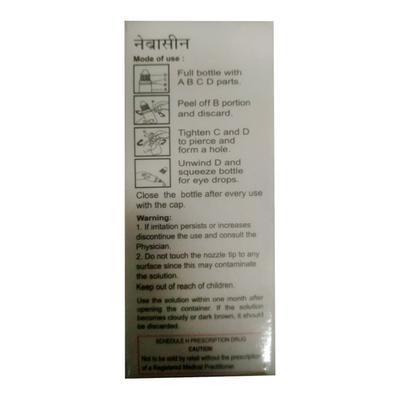 नेबासीन
Mode of use :
Full bottle with
A B C D parts.
Peel off B portion
and discard.
Tighten C and D
to pierce and
form a hole.
Unwind D and
squeeze bottle
for eye drops.
Close the bottle after every use
with the cap.
Warning:
1. If irritation persists or increases
discontinue the use and consult the
Physician.
2. Do not touch the nozzle tip to any
surface since this may contaminate
the solution.
Keep out of reach of children.
Use the solution within one month after
opening the container. If the solution
becomes cloudy or dark brown, it should
be discarded.
SCHEDULE H PRESCRIPTION DRUG
CAUTION
Not to be sold by retail without the prescription
of a Registered Medical Practitioner.